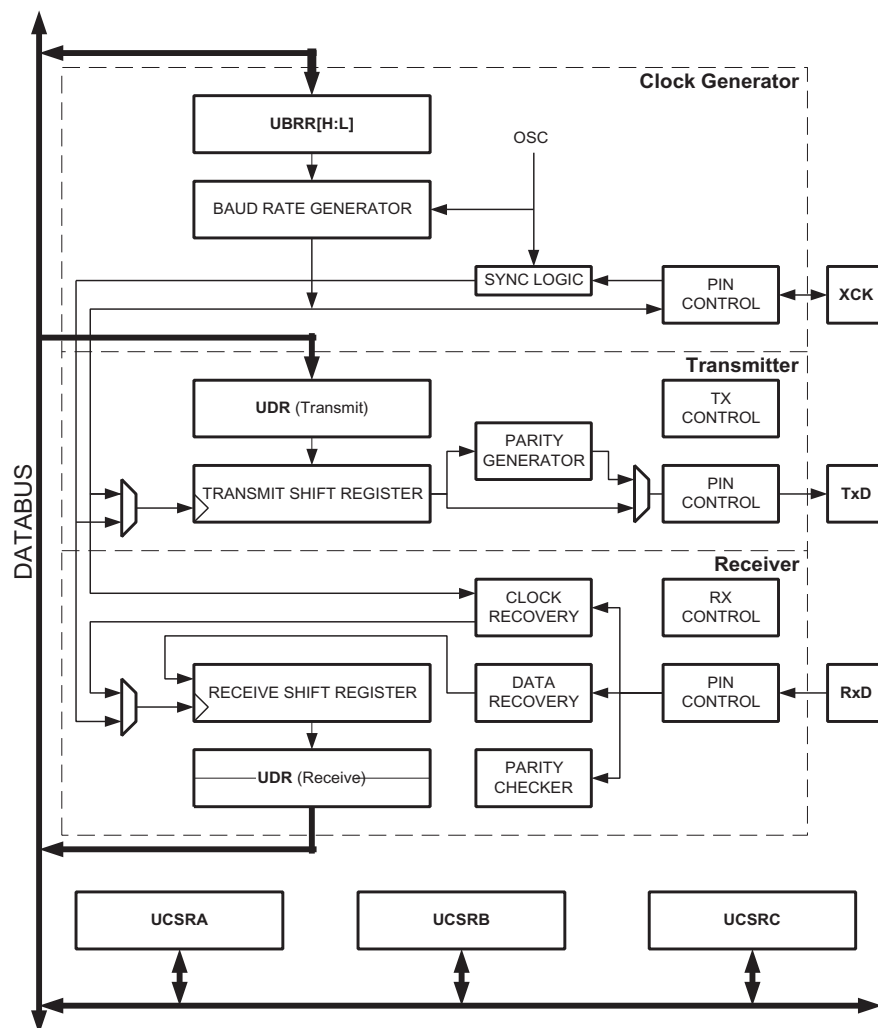 Clock Generator
UBRR[H:L]
OSC
BAUD RATE GENERATOR
SYNC LOGIC
PIN
CONTROL
XCK
Transmitter
UDR (Transmit)
TX
CONTROL
PARITY
GENERATOR
TRANSMIT SHIFT REGISTER
PIN
CONTROL
TxD
DATABUS
Receiver
CLOCK
RECOVERY
RX
CONTROL
RECEIVE SHIFT REGISTER
DATA
RECOVERY
PIN
CONTROL
RxD
UDR (Receive)
PARITY
CHECKER
UCSRA
UCSRB
UCSRC